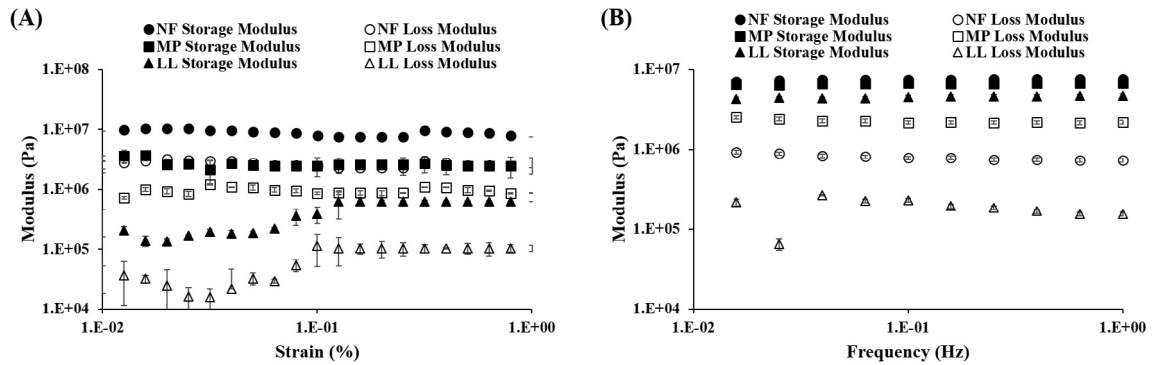 (A)
NF Storage Modulus
NF Loss Modulus
MP Storage Modulus
MP Loss Modulus
LL Storage Modulus
LL Loss Modulus
1.E+08
1.E+07
1.E+06
1.E+05
1.E+04
Modulus (Pa)
1.E-02
1.E-01
1.E+00
Strain (%)
(B)
NF Storage Modulus
NF Loss Modulus
MP Storage Modulus
MP Loss Modulus
LL Storage Modulus
LL Loss Modulus
1.E+07
1.E+06
1.E+05
1.E+04
Modulus (Pa)
1.E-02
1.E-01
1.E+00
Frequency (Hz)